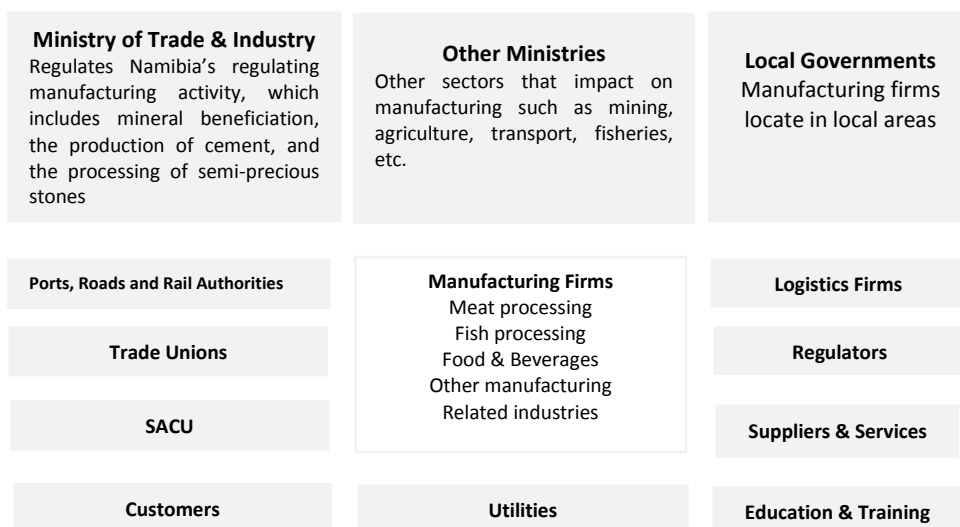 Ministry of Trade & Industry
Regulates Namibia's regulating
manufacturing activity, which
includes mineral beneficiation,
the production of cement, and
the processing of semi-precious
stones
Other Ministries
Other sectors that impact on
manufacturing such as mining,
agriculture, transport, fisheries,
etc.
Local Governments
Manufacturing firms
locate in local areas
Ports, Roads and Rail Authorities
Trade Unions
SACU
Customers
Manufacturing Firms
Meat processing
Fish processing
Food & Beverages
Other manufacturing
Related industries
Utilities
Logistics Firms
Regulators
Suppliers & Services
Education & Training